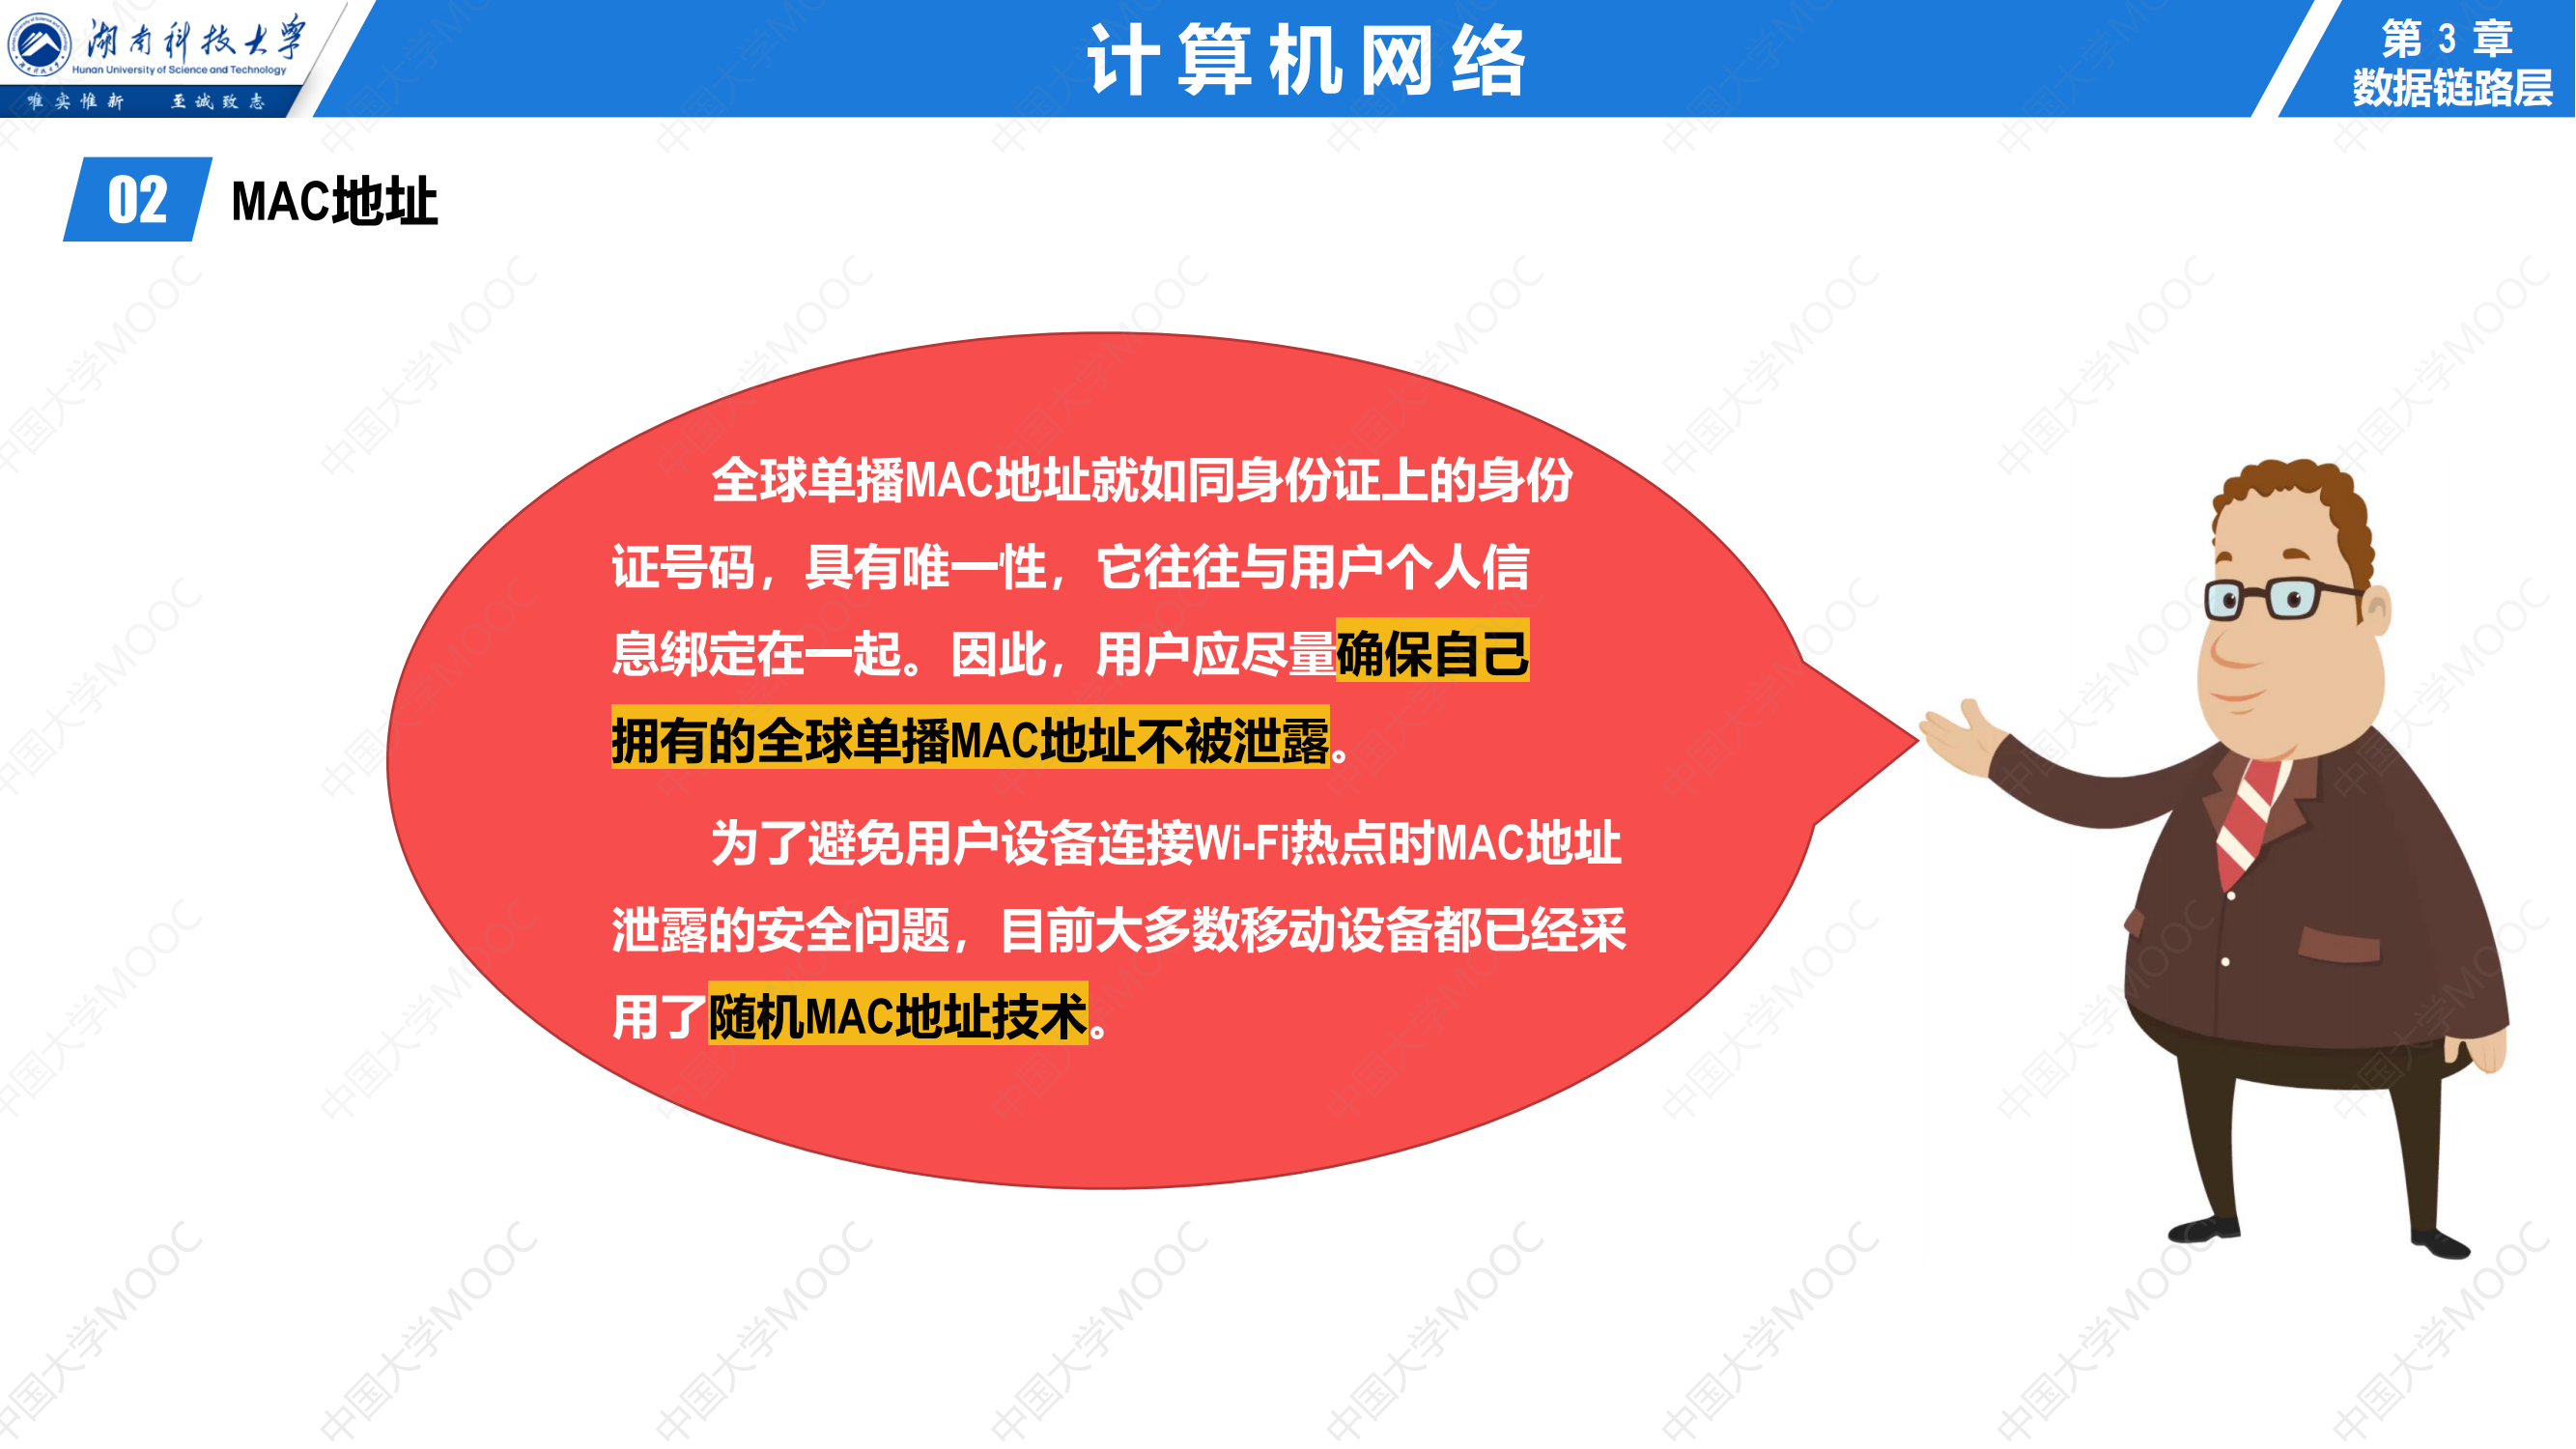 湖南科技大学
Hunan University of Science and Technology
唯实惟新 至诚致志
计算机网络
第 3 章
数据链路层
02 MAC地址
全球单播MAC地址就如同身份证上的身份
证号码，具有唯一性，它往往与用户个人信
息绑定在一起。因此，用户应尽量确保自己
拥有的全球单播MAC地址不被泄露。
为了避免用户设备连接Wi-Fi热点时MAC地址
泄露的安全问题，目前大多数移动设备都已经采
用了随机MAC地址技术。
中国大学MOOC